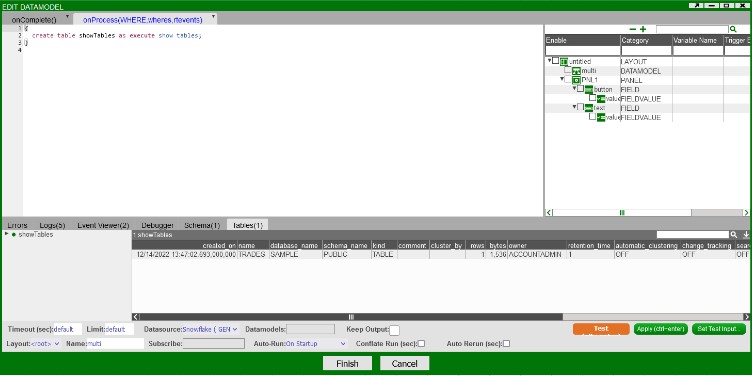 EDIT DATAMODEL
onComplete() onProcess(WHERE,wheres,rtevents)
1 {
2 create table showTables as execute show tables;
3 }
4
Enable Category Variable Name Trigger E
untitled LAYOUT
multi DATAMODEL
PNL1 PANEL
button FIELD
value FIELDVALUE
text FIELD
value FIELDVALUE
Errors Logs(5) Event Viewer(2) Debugger Schema(1) Tables(1)
showTables
showTables
created_on name database_name schema_name kind comment cluster_by rows bytes owner retention_time automatic_clustering change_tracking sear
12/14/2022 13:47:02.693,000,000 TRADES SAMPLE PUBLIC TABLE 1 1,536 ACCOUNTADMIN 1 OFF OFF OFF
Timeout (sec): default Limit: default Datasource: Snowflake ( GEN Datamodels: Keep Output: Test Apply (ctrl-enter) Set Test Input...
Layout: <root> Name: multi Subscribe: Auto-Run: On Startup Conflate Run (sec): Auto Rerun (sec):
Finish Cancel